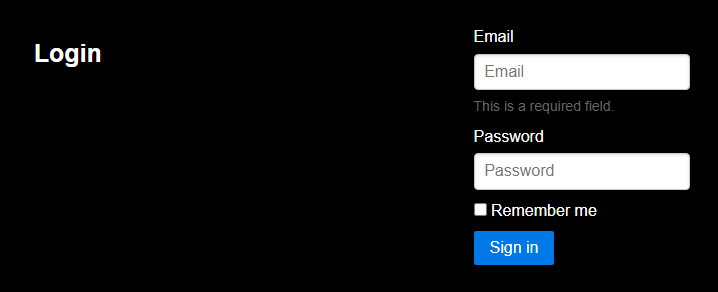 Login
Email
Email
This is a required field.
Password
Password
Remember me
Sign in